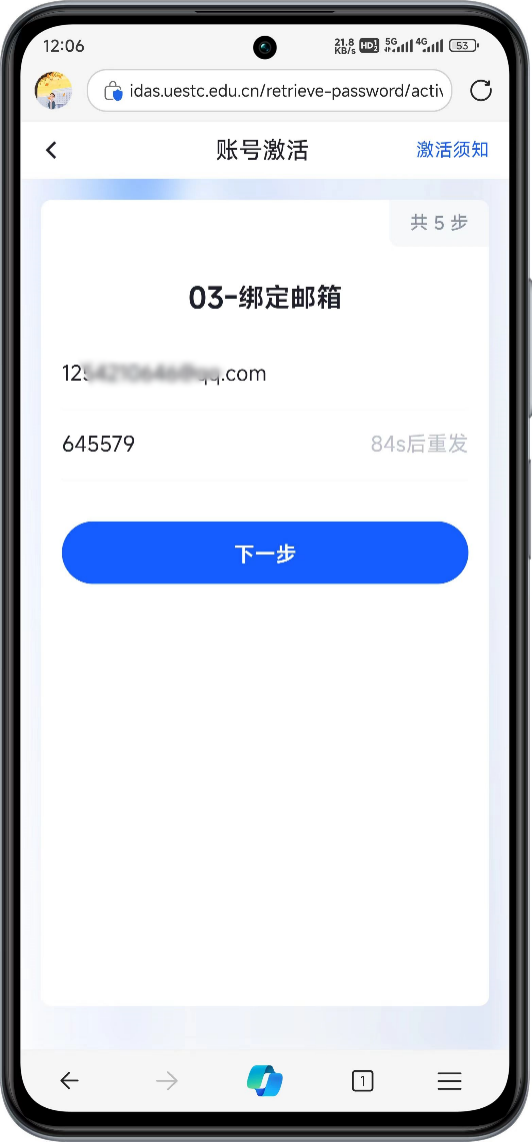 12:06
21.8 KB/s HD 5G 4G 53
idas.uestc.edu.cn/retrieve-password/activ
账号激活 激活须知
共 5 步
03-绑定邮箱
12 .com
645579 84s后重发
下一步
1